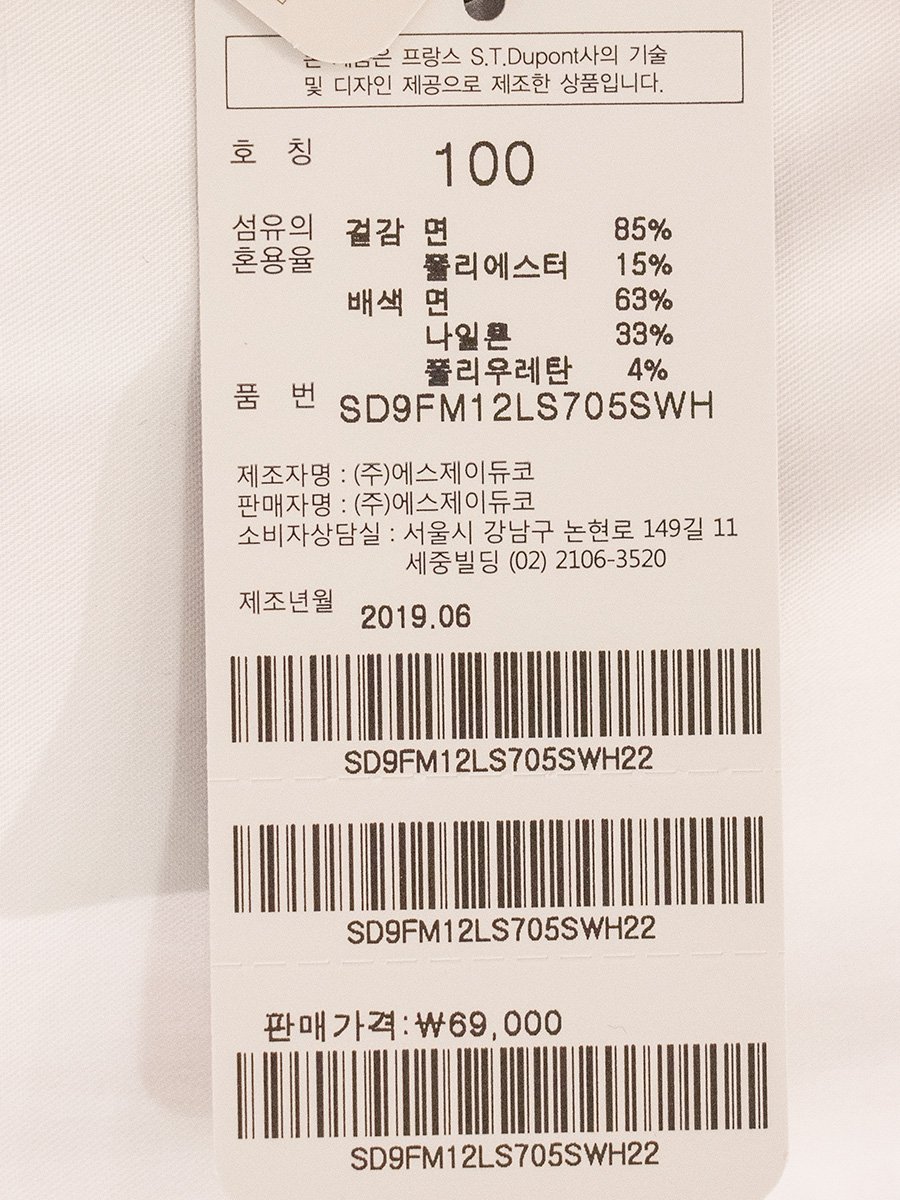 은 프랑스 S.T.Dupont사의 기술
및 디자인 제공으로 제조한 상품입니다.
호 칭 100
섬유의 겉감 면 85%
혼용율 폴리에스터 15%
배색 면 63%
나일론 33%
폴리우레탄 4%
품 번 SD9FM12LS705SWH
제조자명 : (주)에스제이듀코
판매자명 : (주)에스제이듀코
소비자상담실 : 서울시 강남구 논현로 149길 11
세중빌딩 (02) 2106-3520
제조년월 2019.06
SD9FM12LS705SWH22
SD9FM12LS705SWH22
판매가격:₩69,000
SD9FM12LS705SWH22